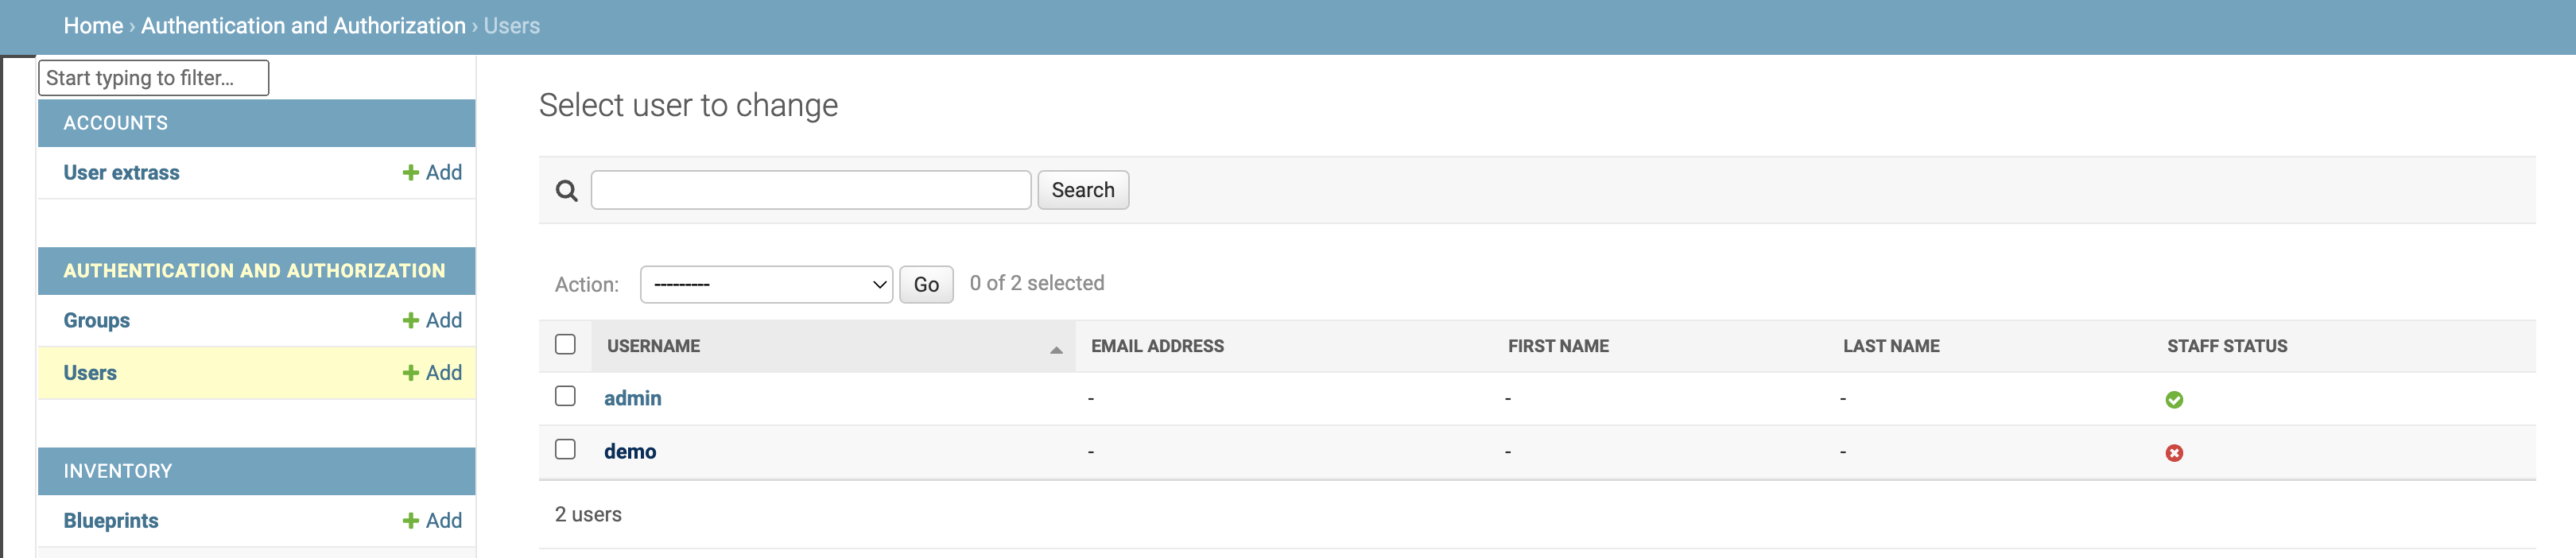 Home › Authentication and Authorization › Users
Start typing to filter...
ACCOUNTS
User extrass Add
AUTHENTICATION AND AUTHORIZATION
Groups Add
Users Add
INVENTORY
Blueprints Add
Select user to change
Search
Action: --------- Go 0 of 2 selected
USERNAME EMAIL ADDRESS FIRST NAME LAST NAME STAFF STATUS
admin - - -
demo - - -
2 users